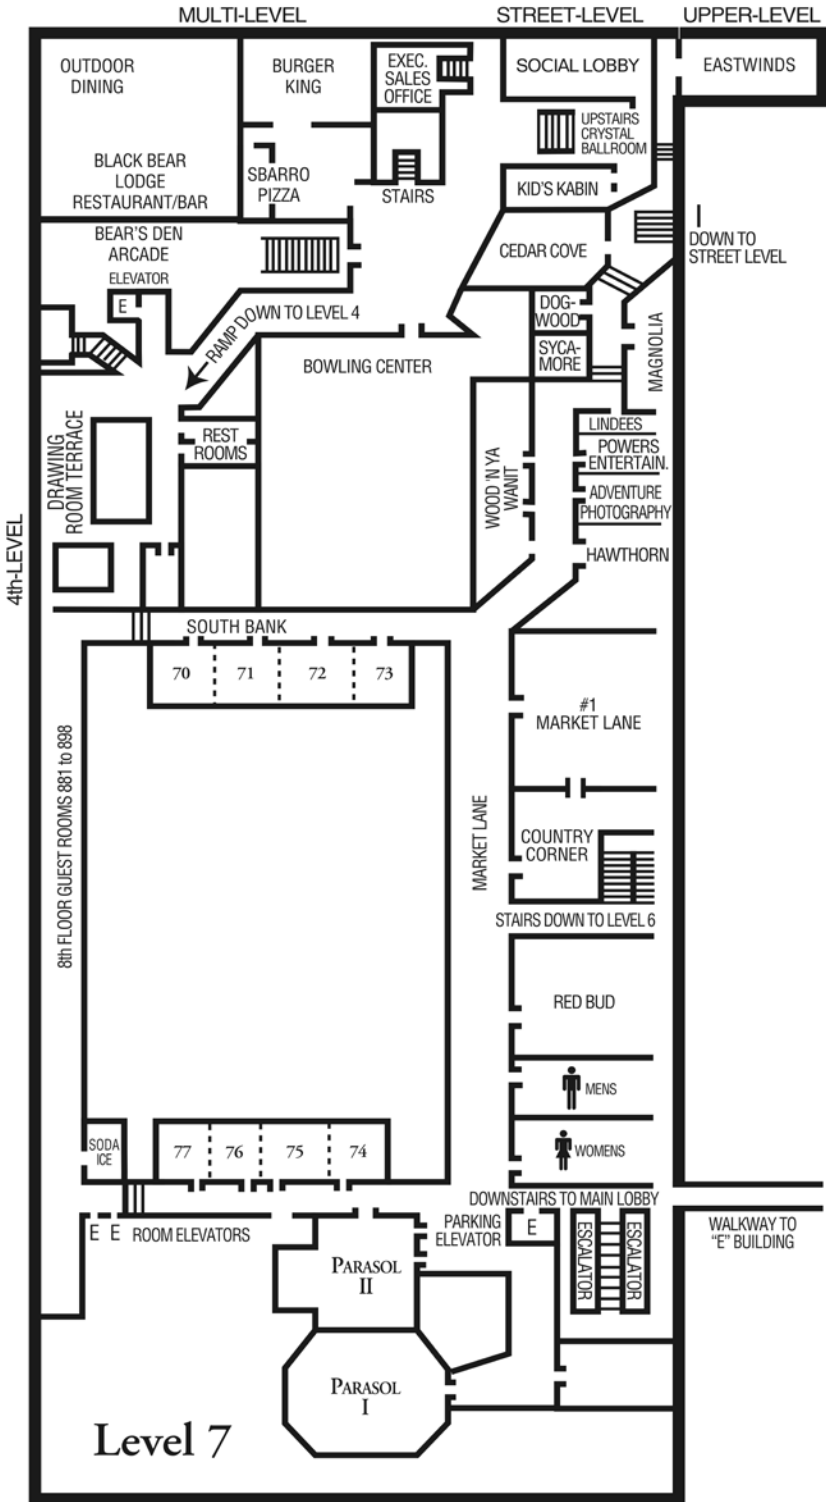 MULTI-LEVEL
STREET-LEVEL
UPPER-LEVEL
OUTDOOR
DINING
BURGER
KING
EXEC.
SALES
OFFICE
SOCIAL LOBBY
EASTWINDS
UPSTAIRS
CRYSTAL
BALLROOM
BLACK BEAR
LODGE
RESTAURANT/BAR
SBARRO
PIZZA
STAIRS
KID'S KABIN
BEAR'S DEN
ARCADE
CEDAR COVE
DOWN TO
STREET LEVEL
ELEVATOR
E
RAMP DOWN TO LEVEL 4
DOG-
WOOD
SYCA-
MORE
MAGNOLIA
BOWLING CENTER
DRAWING
ROOM TERRACE
REST
ROOMS
WOOD 'N YA
WANIT
LINDEES
POWERS
ENTERTAIN.
ADVENTURE
PHOTOGRAPHY
HAWTHORN
4th-LEVEL
SOUTH BANK
70
71
72
73
#1
MARKET LANE
8th FLOOR GUEST ROOMS 881 to 898
MARKET LANE
COUNTRY
CORNER
STAIRS DOWN TO LEVEL 6
RED BUD
MENS
WOMENS
SODA
ICE
77
76
75
74
DOWNSTAIRS TO MAIN LOBBY
E E ROOM ELEVATORS
PARKING
ELEVATOR
E
ESCALATOR
ESCALATOR
WALKWAY TO
“E” BUILDING
PARASOL
II
PARASOL
I
Level 7